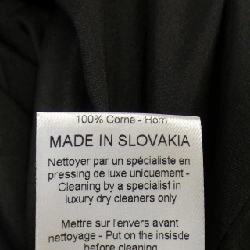 100% Corne - Horn
MADE IN SLOVAKIA
Nettoyer par un spécialiste en
pressing de luxe uniquement -
Cleaning by a specialist in
luxury dry cleaners only
Mettre sur l'envers avant
nettoyage - Put on the insisde
before cleaning